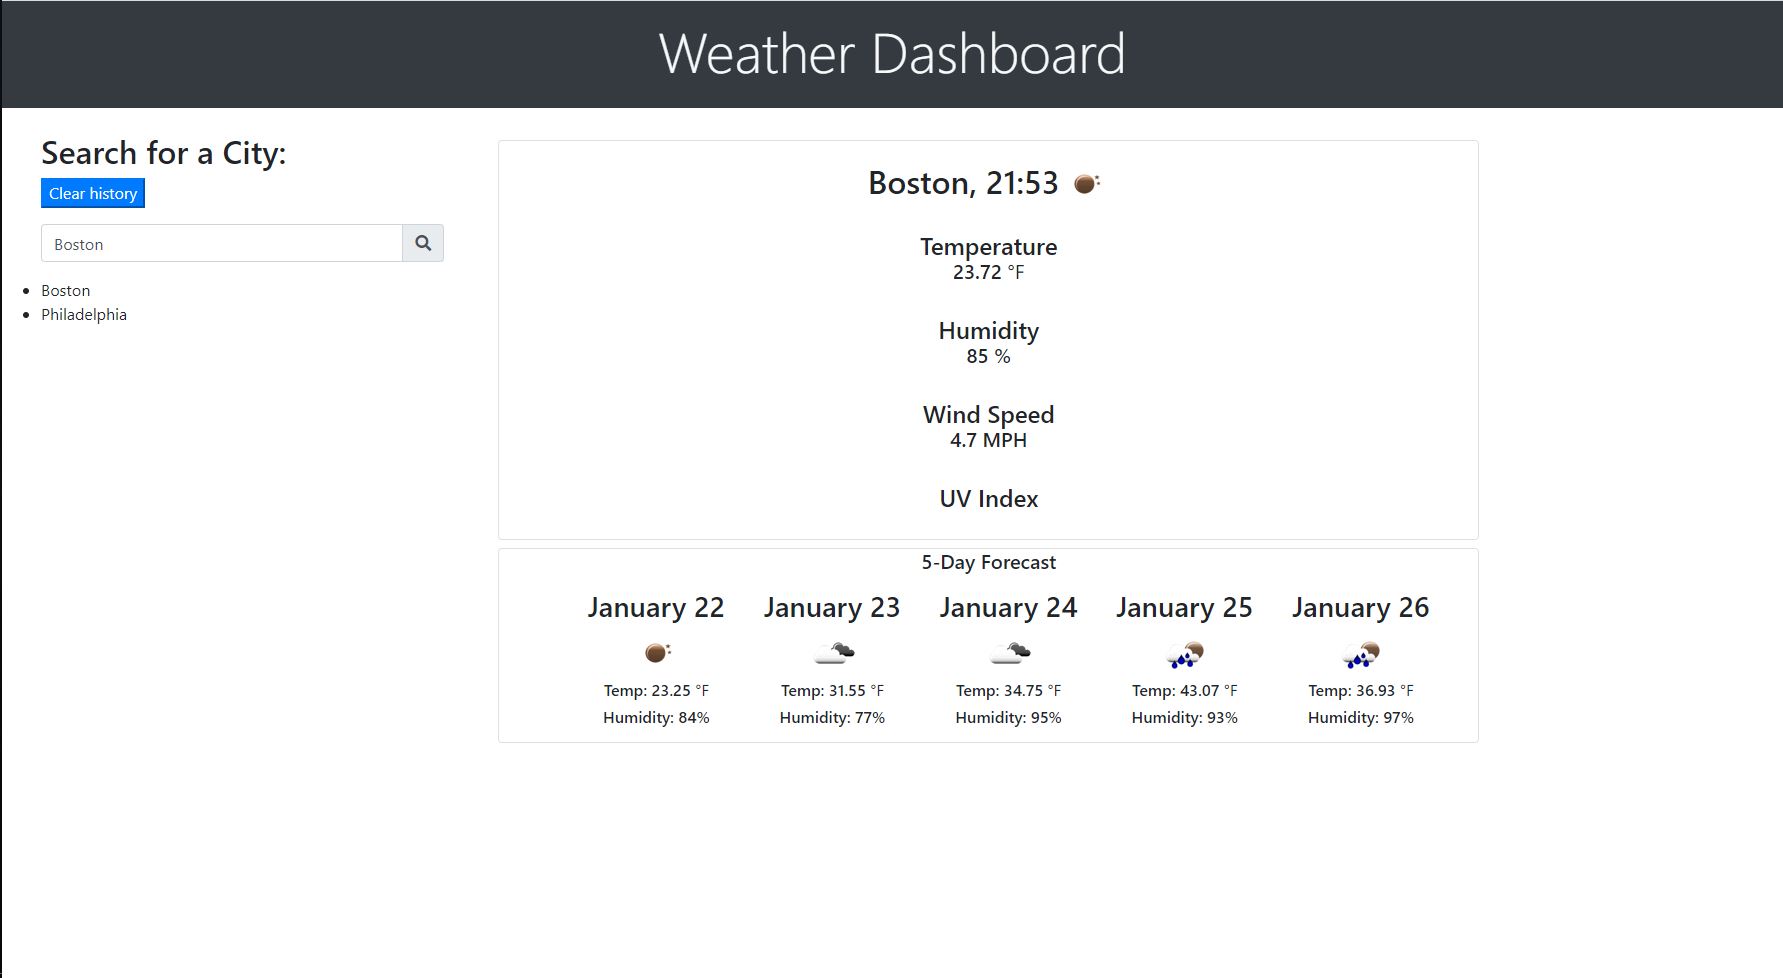 Weather Dashboard
Search for a City:
Clear history
Boston
Boston
Philadelphia
Boston, 21:53
Temperature
23.72 °F
Humidity
85 %
Wind Speed
4.7 MPH
UV Index
5-Day Forecast
January 22 January 23 January 24 January 25 January 26
Temp: 23.25 °F Temp: 31.55 °F Temp: 34.75 °F Temp: 43.07 °F Temp: 36.93 °F
Humidity: 84% Humidity: 77% Humidity: 95% Humidity: 93% Humidity: 97%